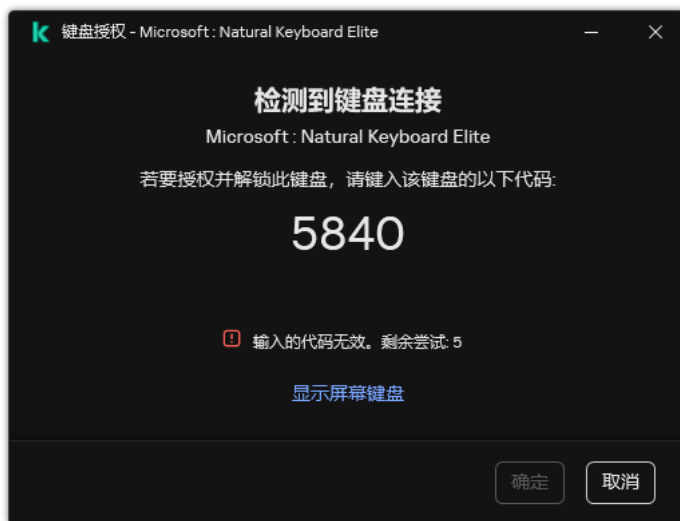 键盘授权 - Microsoft : Natural Keyboard Elite
检测到键盘连接
Microsoft : Natural Keyboard Elite
若要授权并解锁此键盘，请键入该键盘的以下代码:
5840
输入的代码无效。剩余尝试: 5
显示屏幕键盘
确定
取消